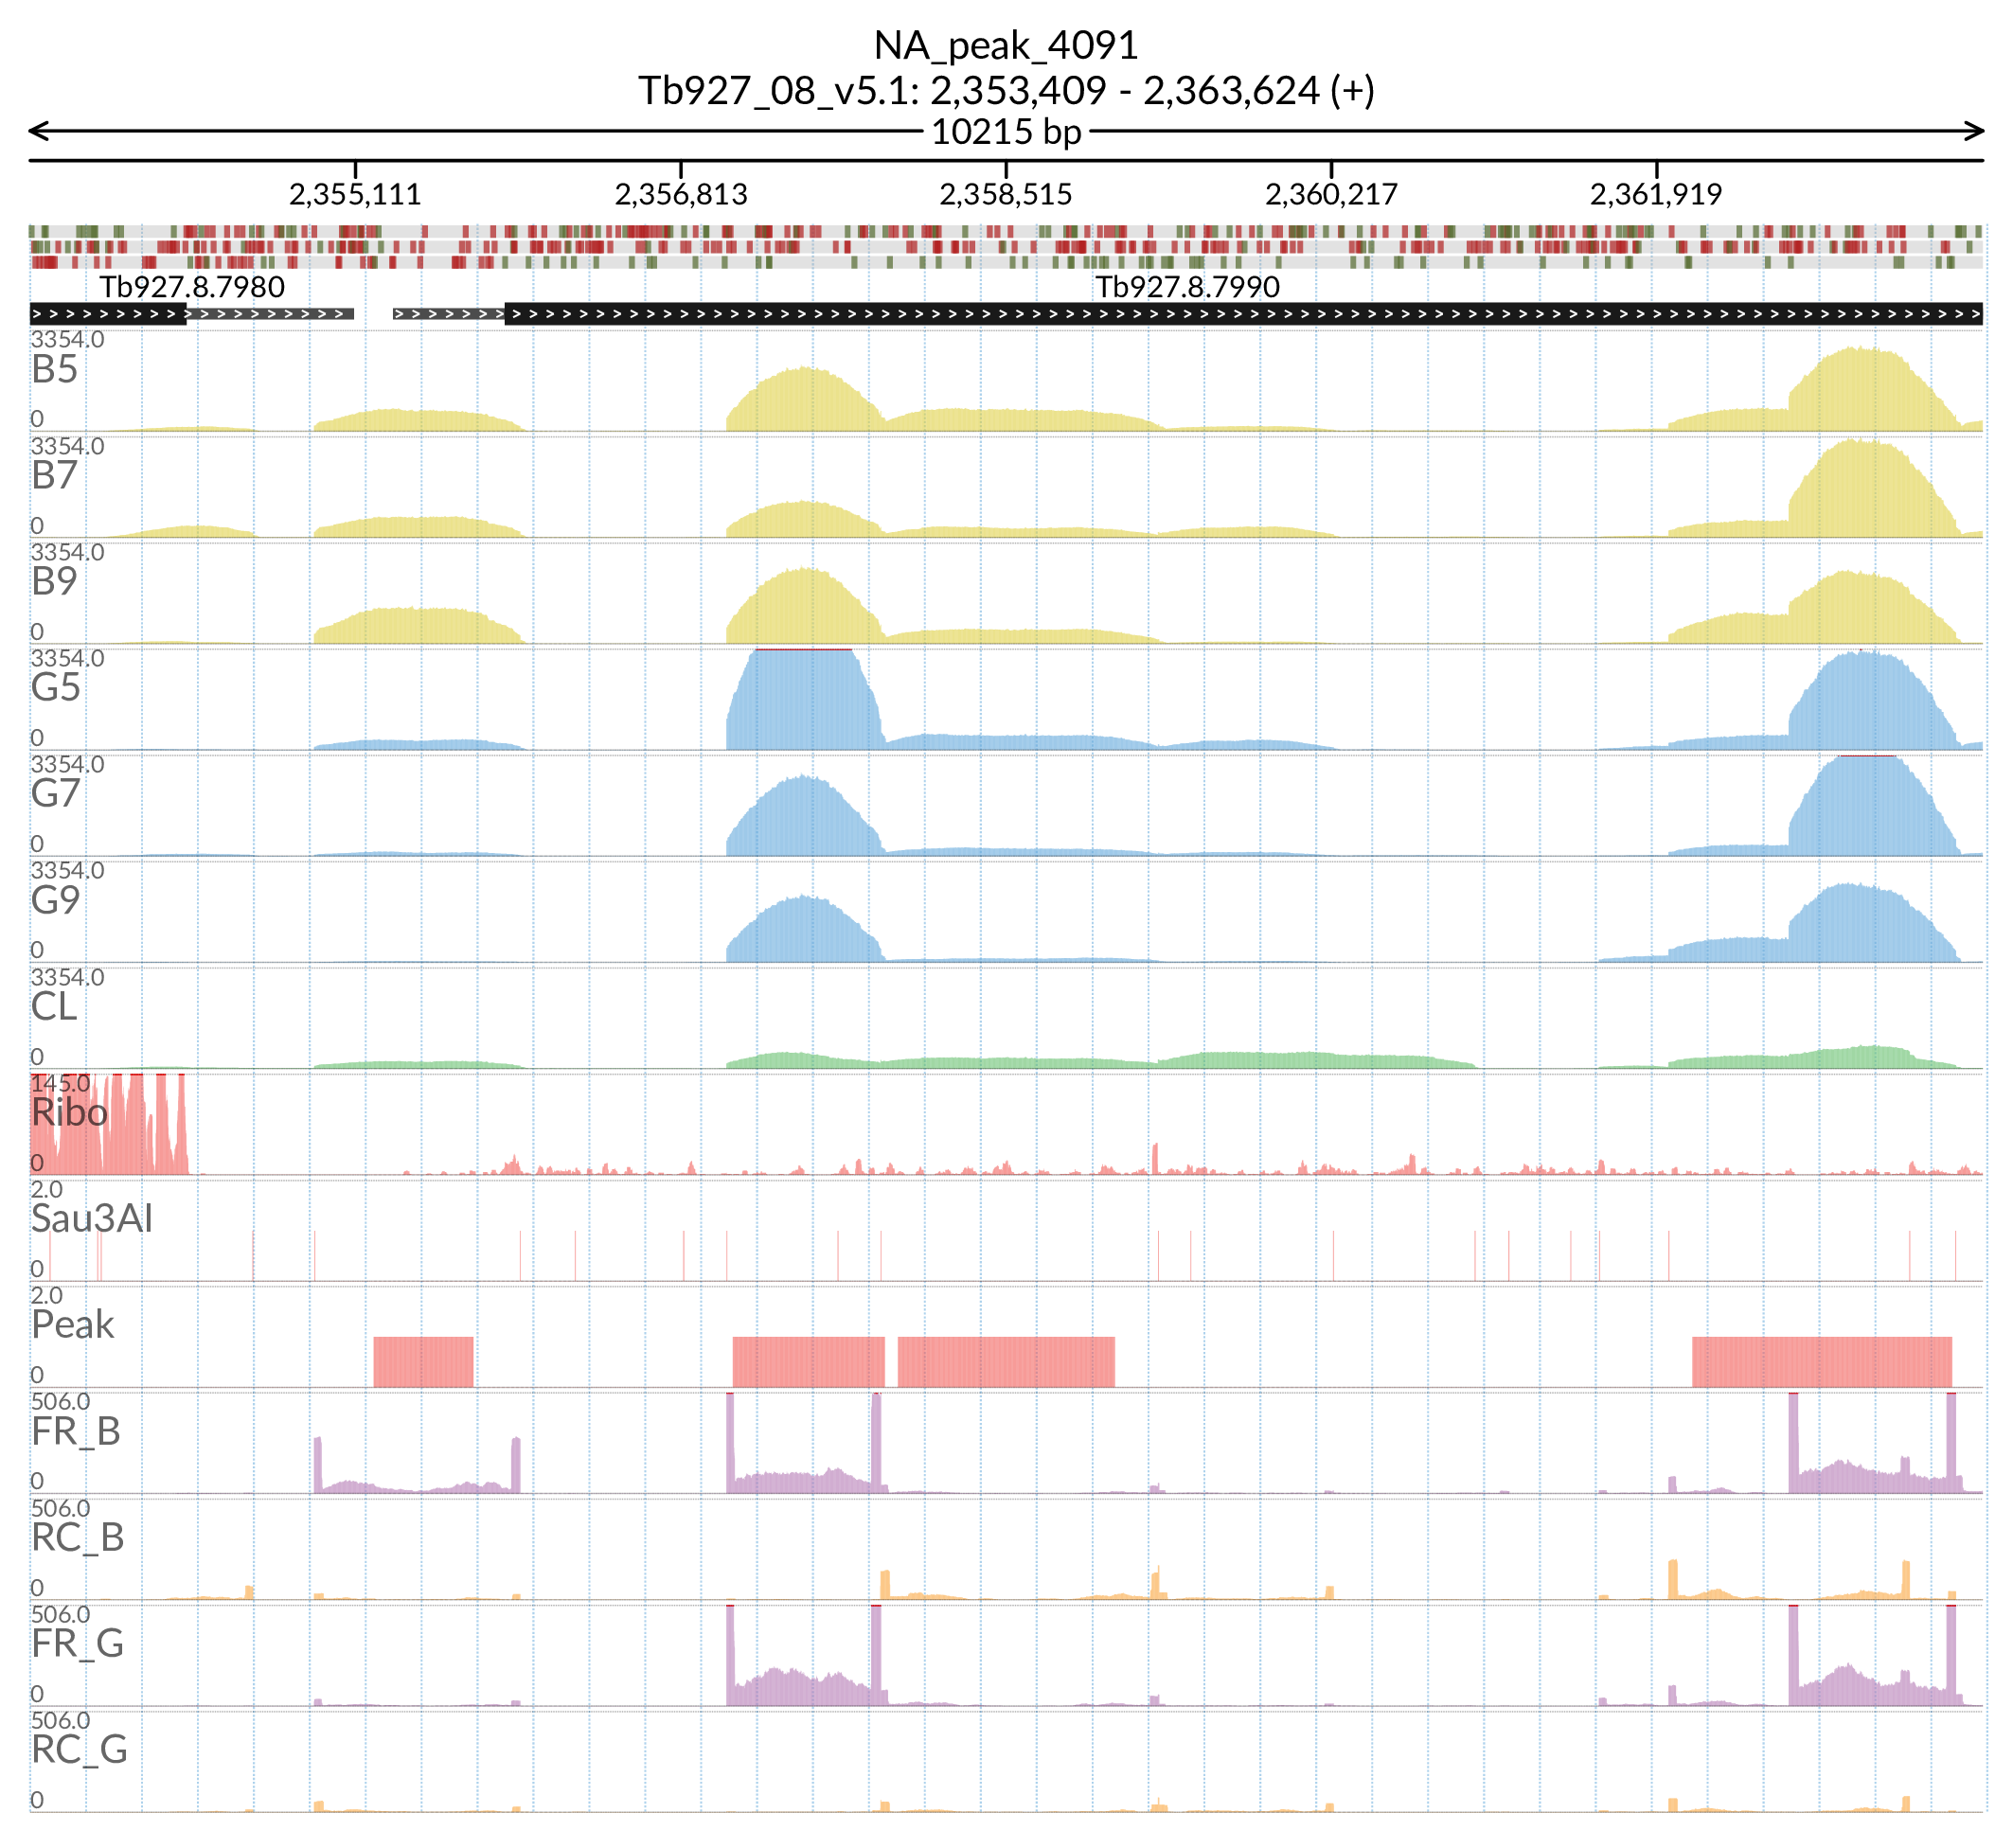 NA_peak_4091
Tb927_08_v5.1: 2,353,409 - 2,363,624 (+)
10215 bp
2,355,111 2,356,813 2,358,515 2,360,217 2,361,919
Tb927.8.7980 Tb927.8.7990
3354.0
B5
0
3354.0
B7
0
3354.0
B9
0
3354.0
G5
0
3354.0
G7
0
3354.0
G9
0
3354.0
CL
0
145.0
Ribo
0
2.0
Sau3AI
0
2.0
Peak
0
506.0
FR_B
0
506.0
RC_B
0
506.0
FR_G
0
506.0
RC_G
0